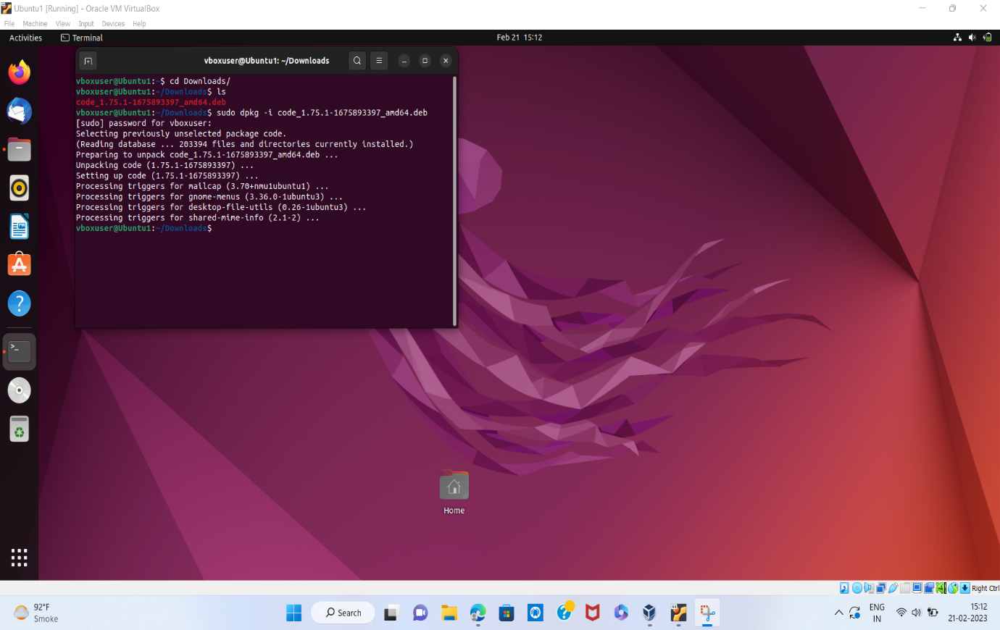 Ubuntu1 [Running] - Oracle VM VirtualBox
File Machine View Input Devices Help
Activities Terminal Feb 21 15:12
vboxuser@Ubuntu1: ~/Downloads
vboxuser@Ubuntu1:~$ cd Downloads/
vboxuser@Ubuntu1:~/Downloads$ ls
code_1.75.1-1675893397_amd64.deb
vboxuser@Ubuntu1:~/Downloads$ sudo dpkg -i code_1.75.1-1675893397_amd64.deb
[sudo] password for vboxuser:
Selecting previously unselected package code.
(Reading database ... 203394 files and directories currently installed.)
Preparing to unpack code_1.75.1-1675893397_amd64.deb ...
Unpacking code (1.75.1-1675893397) ...
Setting up code (1.75.1-1675893397) ...
Processing triggers for mailcap (3.70+nmu1ubuntu1) ...
Processing triggers for gnome-menus (3.36.0-1ubuntu3) ...
Processing triggers for desktop-file-utils (0.26-1ubuntu3) ...
Processing triggers for shared-mime-info (2.1-2) ...
vboxuser@Ubuntu1:~/Downloads$
Home
Right Ctrl
92°F
Smoke
Search
ENG
IN
15:12
21-02-2023